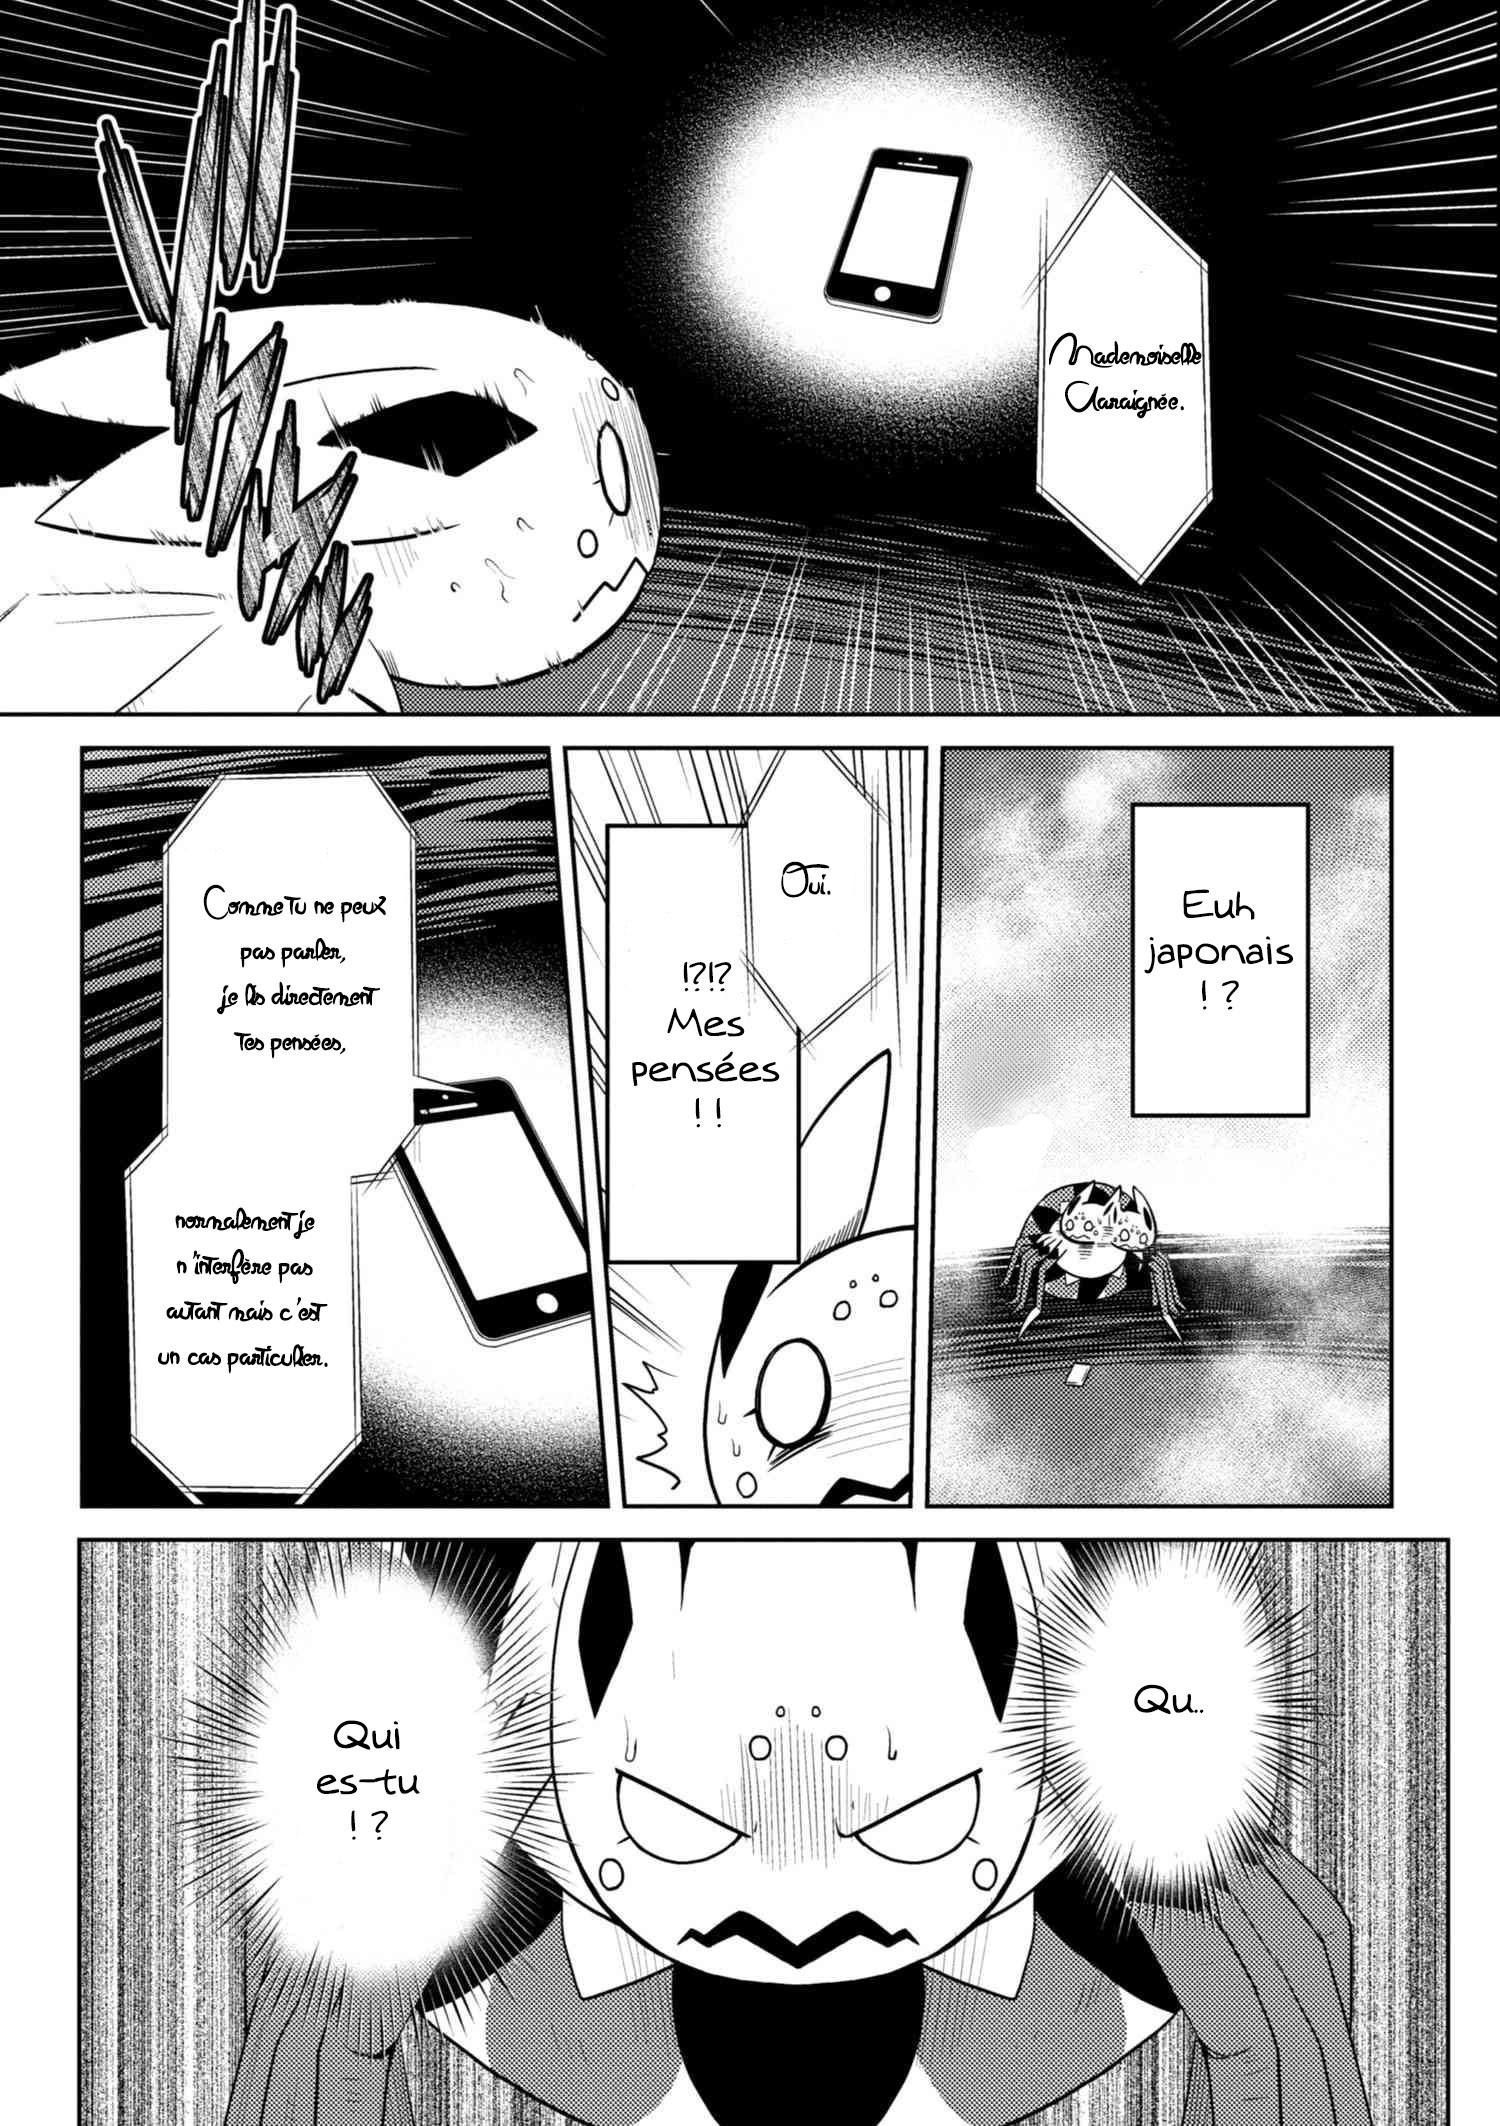 Mademoiselle
Uaraignée.
Euh
japonais
! ?
Oui.
!?!?
Mes
pensées
! !
Comme tu ne peux
pas parler,
je lis directement
tes pensées,
normalement je
n'interfère pas
autant mais c'est
un cas particulier.
Qu..
Qui
es-tu
! ?